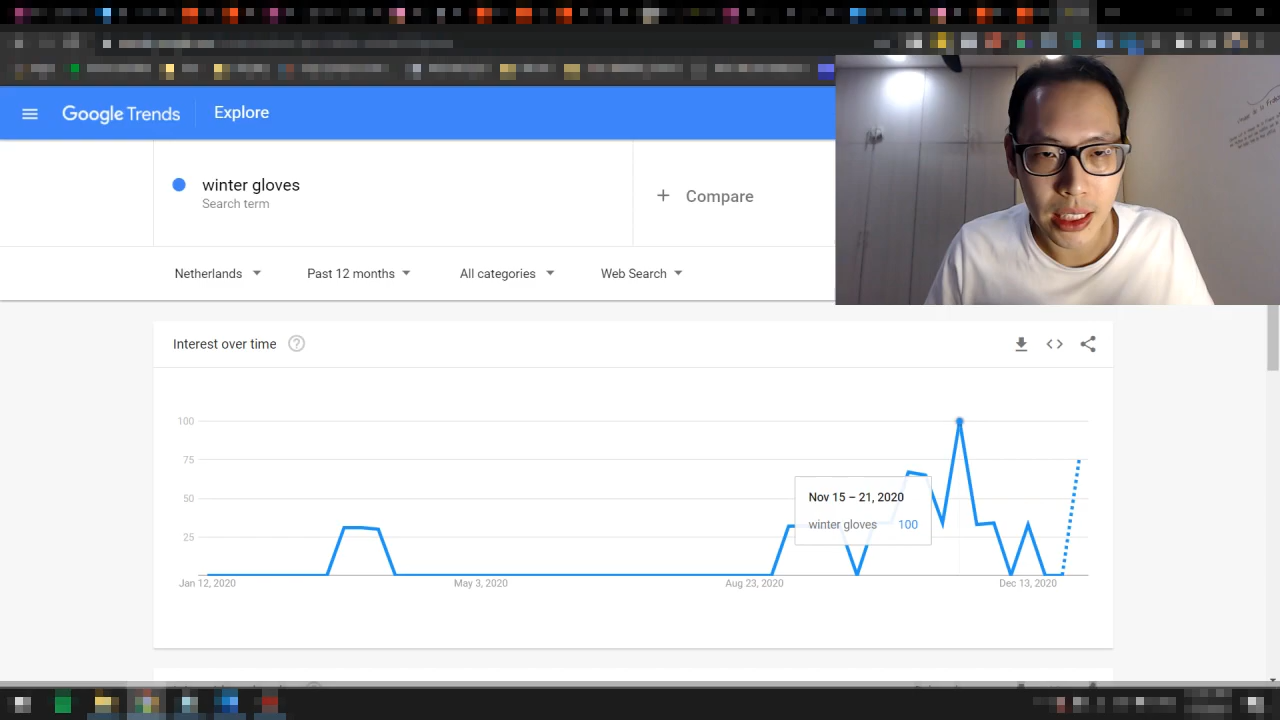 Google Trends
Explore
winter gloves
Search term
+ Compare
Netherlands
Past 12 months
All categories
Web Search
Interest over time
?
100
75
50
25
Nov 15 – 21, 2020
winter gloves 100
Jan 12, 2020
May 3, 2020
Aug 23, 2020
Dec 13, 2020